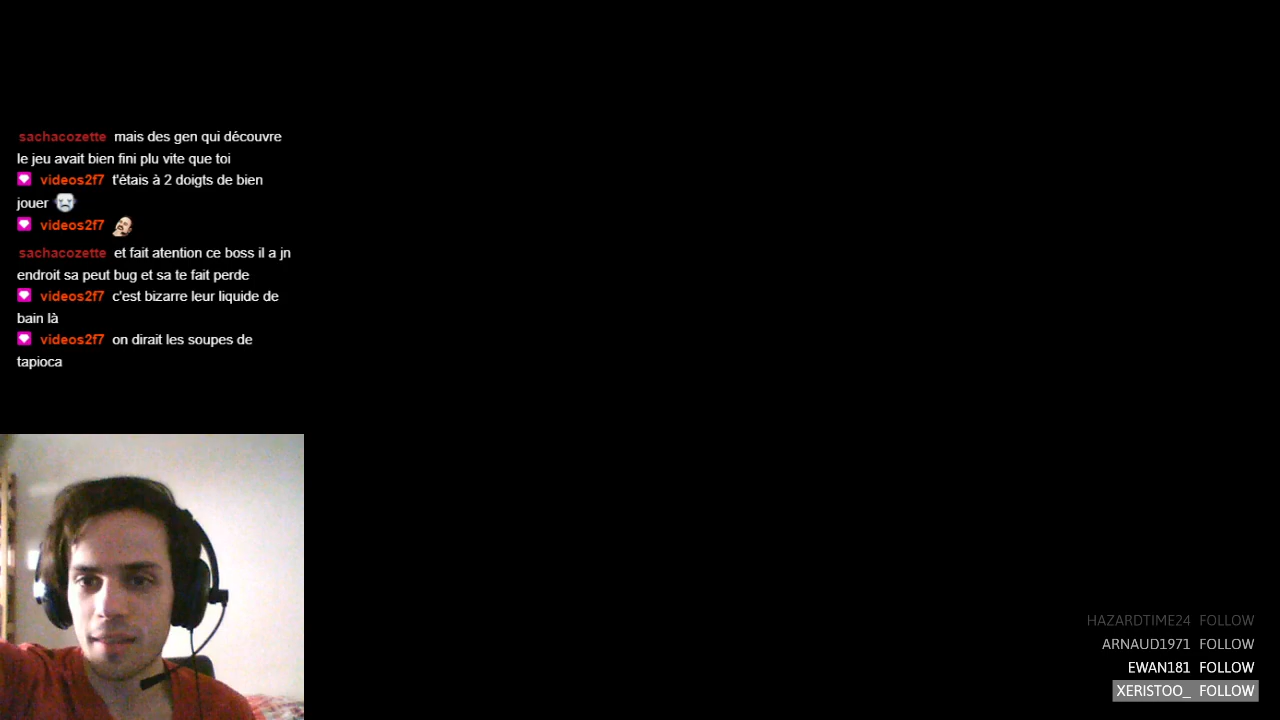 sachacozette mais des gen qui découvre
le jeu avait bien fini plu vite que toi
videos2f7 t'étais à 2 doigts de bien
jouer
videos2f7
sachacozette et fait atention ce boss il a jn
endroit sa peut bug et sa te fait perde
videos2f7 c'est bizarre leur liquide de
bain là
videos2f7 on dirait les soupes de
tapioca
HAZARDTIME24 FOLLOW
ARNAUD1971 FOLLOW
EWAN181 FOLLOW
XERISTOO_ FOLLOW